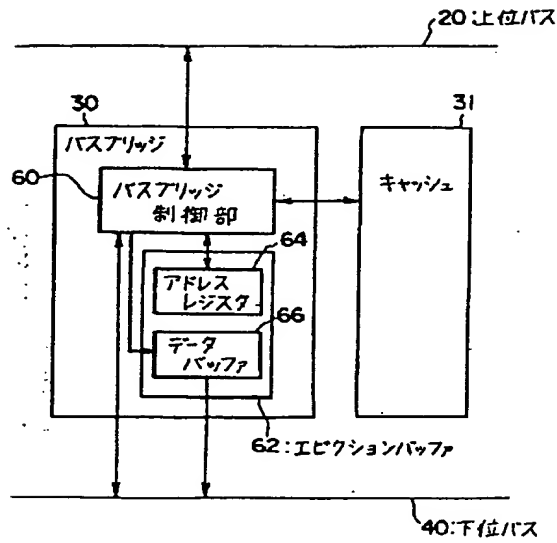 20:上位バス
30
31
バスブリッジ
キャッシュ
60
バスブリッジ
制御部
64
アドレス
レジスタ
66
データ
バッファ
62:エビクションバッファ
40:下位バス